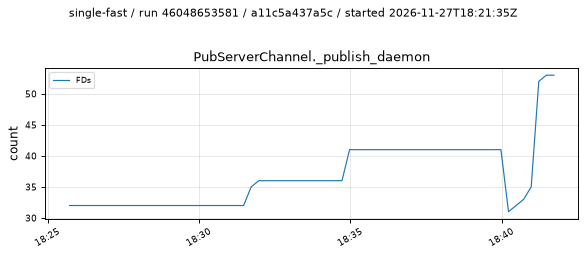 single-fast / run 46048653581 / a11c5a437a5c / started 2026-11-27T18:21:35Z
PubServerChannel._publish_daemon
FDs
count
50
45
40
35
30
18:25
18:30
18:35
18:40